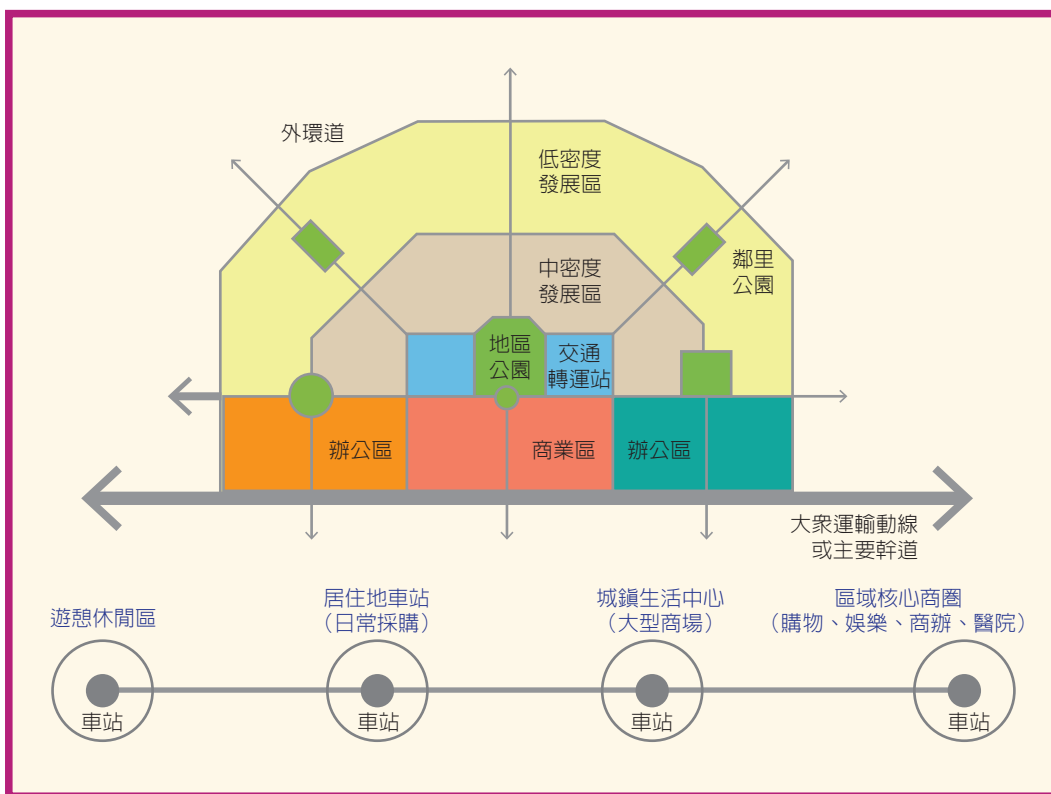 外環道
低密度
發展區
中密度
發展區
鄰里
公園
地區
公園
交通
轉運站
辦公區
商業區
辦公區
大眾運輸動線
或主要幹道
遊憩休閒區
居住地車站
（日常採購）
城鎮生活中心
（大型商場）
區域核心商圈
（購物、娛樂、商辦、醫院）
車站
車站
車站
車站